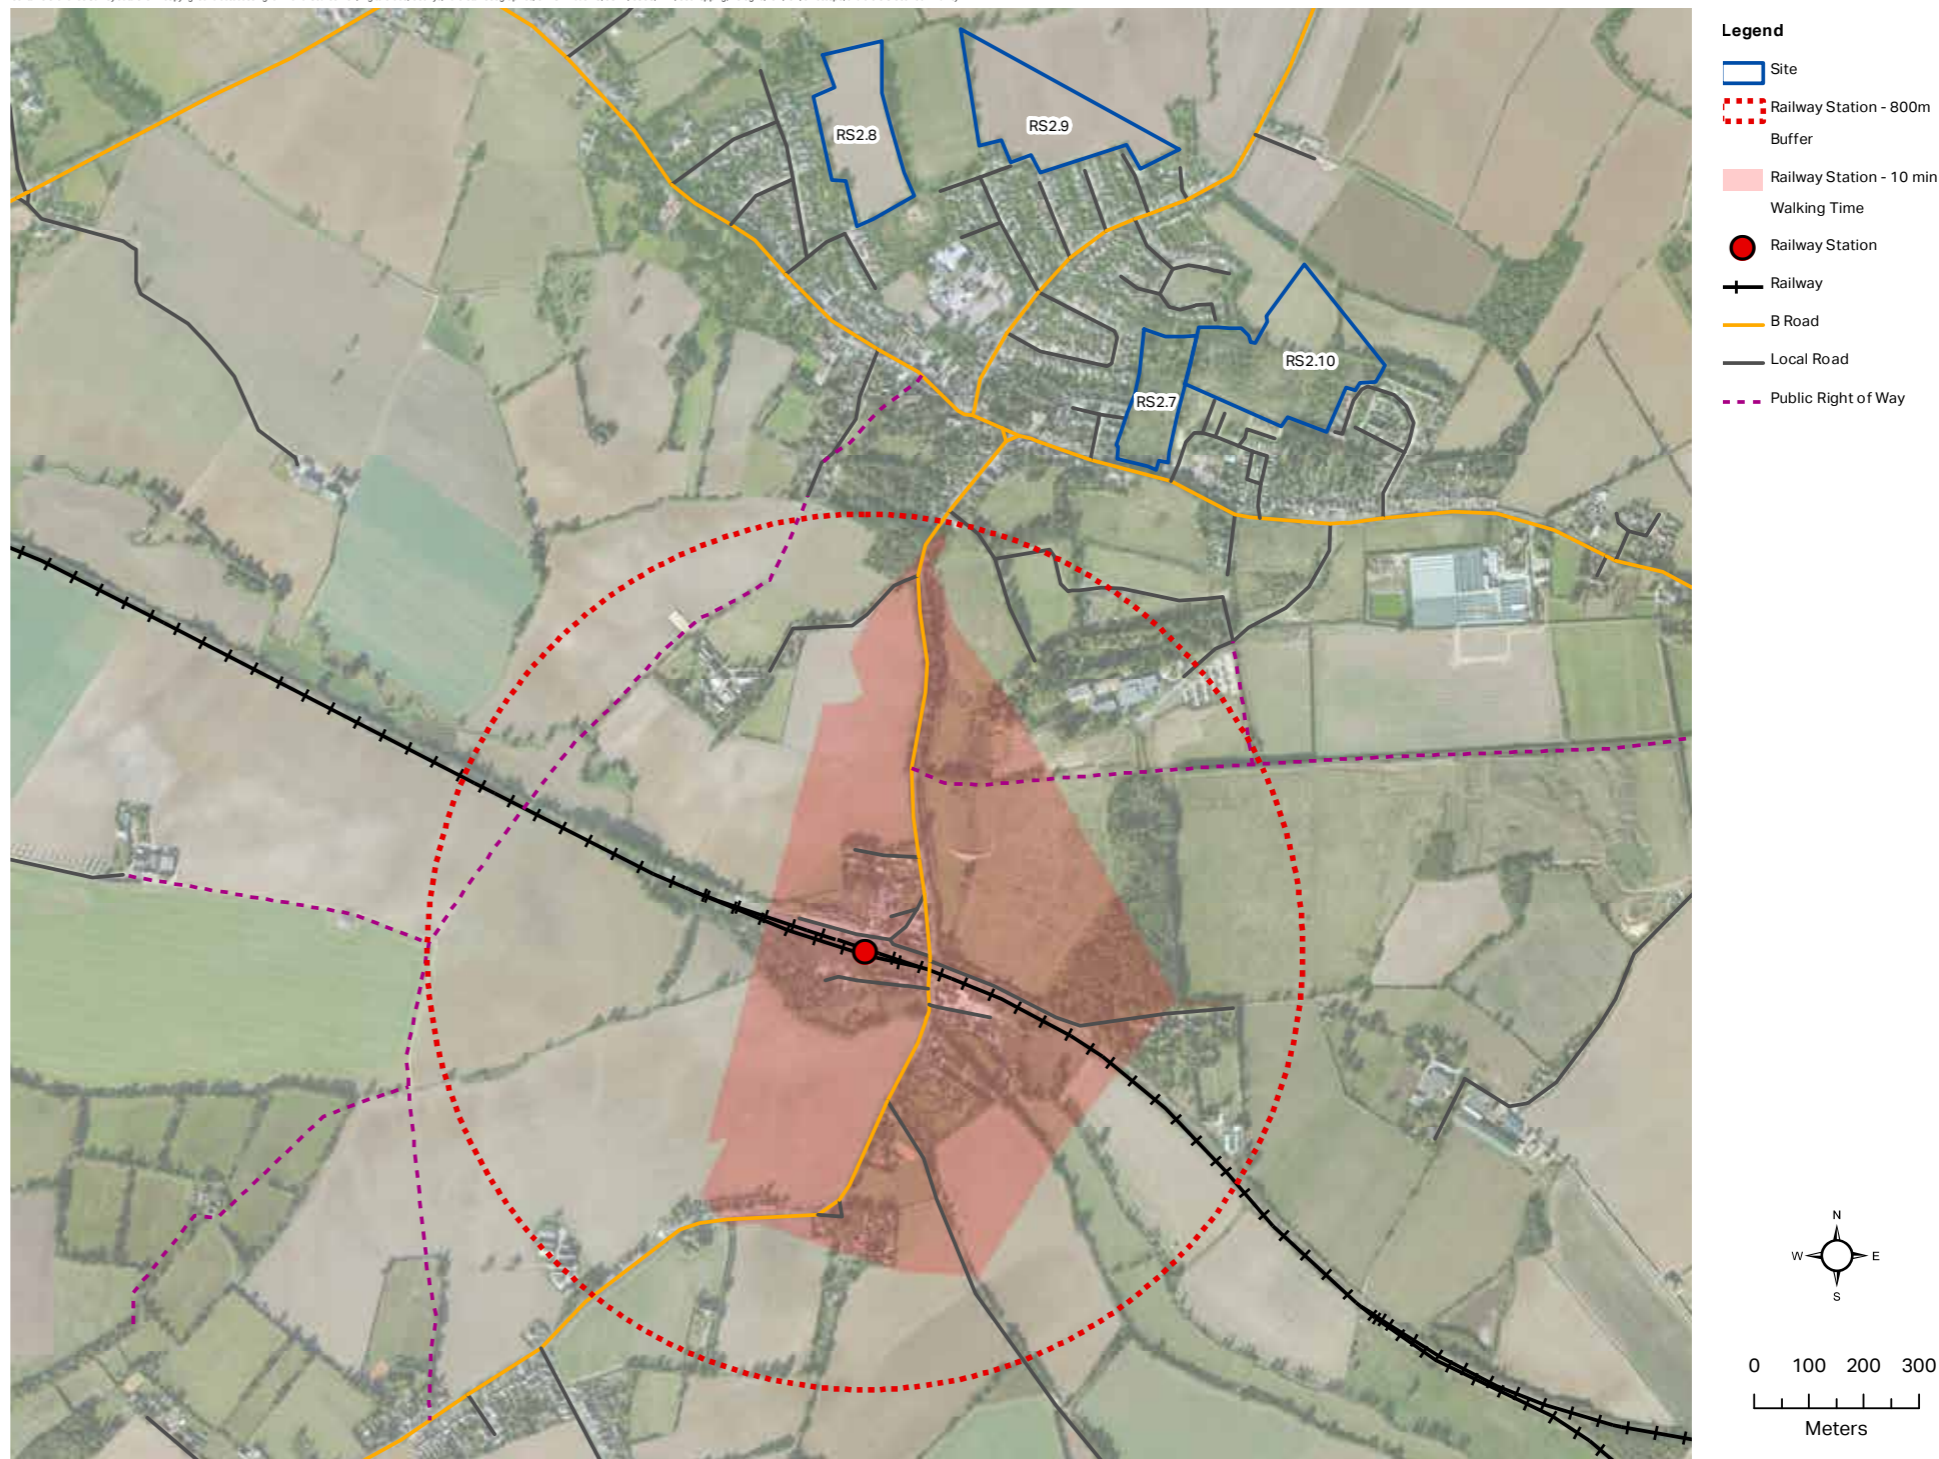 Legend
Site
Railway Station - 800m
Buffer
Railway Station - 10 min
Walking Time
Railway Station
Railway
B Road
Local Road
Public Right of Way
RS2.8
RS2.9
RS2.10
RS2.7
N
W E
S
0 100 200 300
Meters